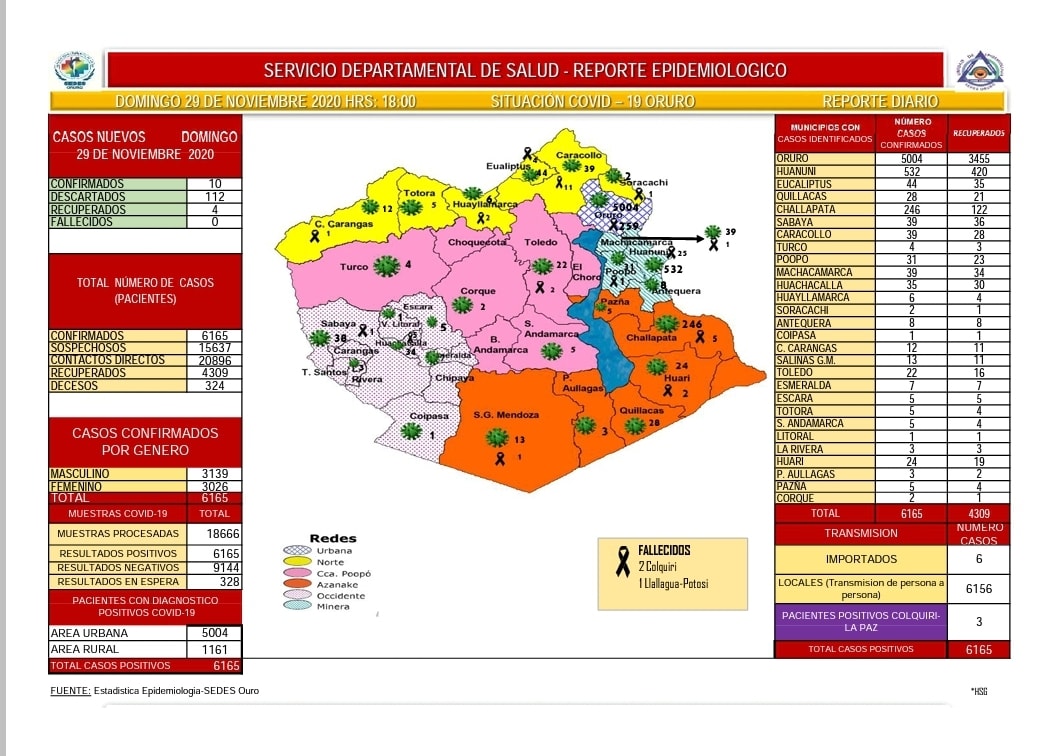 SERVICIO DEPARTAMENTAL DE SALUD - REPORTE EPIDEMIOLOGICO
DOMINGO 29 DE NOVIEMBRE 2020 HRS: 18:00 SITUACIÓN COVID – 19 ORURO REPORTE DIARIO
CASOS NUEVOS DOMINGO
29 DE NOVIEMBRE 2020
CONFIRMADOS 10
DESCARTADOS 112
RECUPERADOS 4
FALLECIDOS 0
TOTAL NÚMERO DE CASOS
(PACIENTES)
CONFIRMADOS 6165
SOSPECHOSOS 15637
CONTACTOS DIRECTOS 20896
RECUPERADOS 4309
DECESOS 324
CASOS CONFIRMADOS
POR GENERO
MASCULINO 3139
FEMENINO 3026
TOTAL 6165
MUESTRAS COVID-19 TOTAL
MUESTRAS PROCESADAS 18666
RESULTADOS POSITIVOS 6165
RESULTADOS NEGATIVOS 9144
RESULTADOS EN ESPERA 328
PACIENTES CON DIAGNOSTICO
POSITIVOS COVID-19
AREA URBANA 5004
AREA RURAL 1161
TOTAL CASOS POSITIVOS 6165
FUENTE: Estadistica Epidemiologia-SEDES Ouro
Caracollo
39
11
Eualiptus
4
44
Soracachi
2
1
Totora
5
12
Huayllamarca
6
2
C. Carangas
1
Oruro
5004
259
Machacamarca
39
1
Huanuni
25
532
Poopó
1
Antequera
8
Choquecota
Toledo
22
2
El
Choro
Turco
4
Corque
2
Pazña
5
Escara
1
Sabaya
1
38
V. Litoral
5
Huachacalla
34
Carangas
Esmeralda
T. Santos
3
Rivera
Chipaya
S.
Andamarca
5
B.
Andamarca
246
Challapata
5
24
Huari
2
P.
Aullagas
3
Quillacas
28
Coipasa
1
S.G. Mendoza
13
1
Redes
Urbana
Norte
Cca. Poopó
Azanake
Occidente
Minera
FALLECIDOS
2 Colquiri
1 Llallagua-Potosi
MUNICIPIOS CON CASOS IDENTIFICADOS NÚMERO CASOS CONFIRMADOS RECUPERADOS
ORURO 5004 3455
HUANUNI 532 420
EUCALIPTUS 44 35
QUILLACAS 28 21
CHALLAPATA 246 122
SABAYA 39 36
CARACOLLO 39 28
TURCO 4 3
POOPO 31 23
MACHACAMARCA 39 34
HUACHACALLA 35 30
HUAYLLAMARCA 6 4
SORACACHI 2 1
ANTEQUERA 8 8
COIPASA 1 1
C. CARANGAS 12 11
SALINAS G.M. 13 11
TOLEDO 22 16
ESMERALDA 7 7
ESCARA 5 5
TOTORA 5 4
S. ANDAMARCA 5 4
LITORAL 1 1
LA RIVERA 3 3
HUARI 24 19
P. AULLAGAS 3 2
PAZÑA 5 4
CORQUE 2 1
TOTAL 6165 4309
TRANSMISION NUMERO CASOS
IMPORTADOS 6
LOCALES (Transmision de persona a
persona) 6156
PACIENTES POSITIVOS COLQUIRI-
LA PAZ 3
TOTAL CASOS POSITIVOS 6165
*HSG